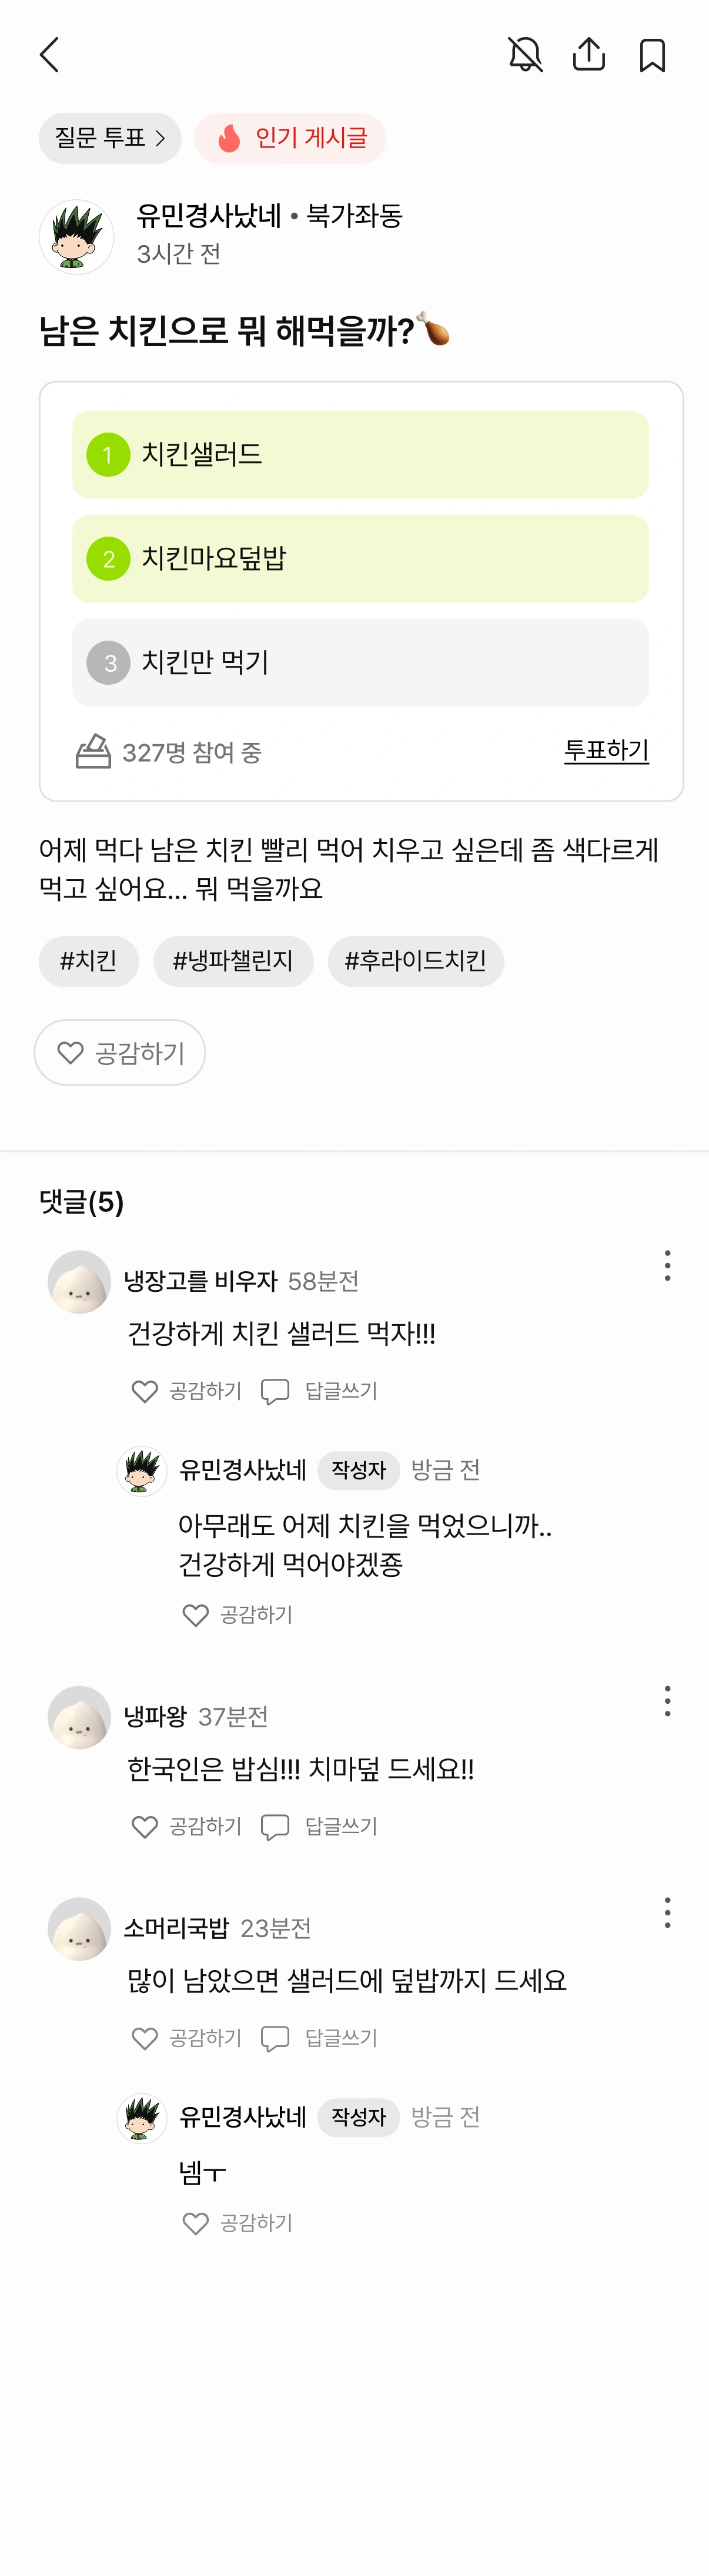 질문 투표 >
인기 게시글
유민경사났네 • 북가좌동
3시간 전
남은 치킨으로 뭐 해먹을까?🍗
1 치킨샐러드
2 치킨마요덮밥
3 치킨만 먹기
327명 참여 중 투표하기
어제 먹다 남은 치킨 빨리 먹어 치우고 싶은데 좀 색다르게
먹고 싶어요... 뭐 먹을까요
#치킨 #냉파챌린지 #후라이드치킨
공감하기
댓글(5)
냉장고를 비우자 58분전
건강하게 치킨 샐러드 먹자!!!
공감하기 답글쓰기
유민경사났네 작성자 방금 전
아무래도 어제 치킨을 먹었으니까..
건강하게 먹어야겠죵
공감하기
냉파왕 37분전
한국인은 밥심!!! 치마덮 드세요!!
공감하기 답글쓰기
소머리국밥 23분전
많이 남았으면 샐러드에 덮밥까지 드세요
공감하기 답글쓰기
유민경사났네 작성자 방금 전
넴ㅜ
공감하기